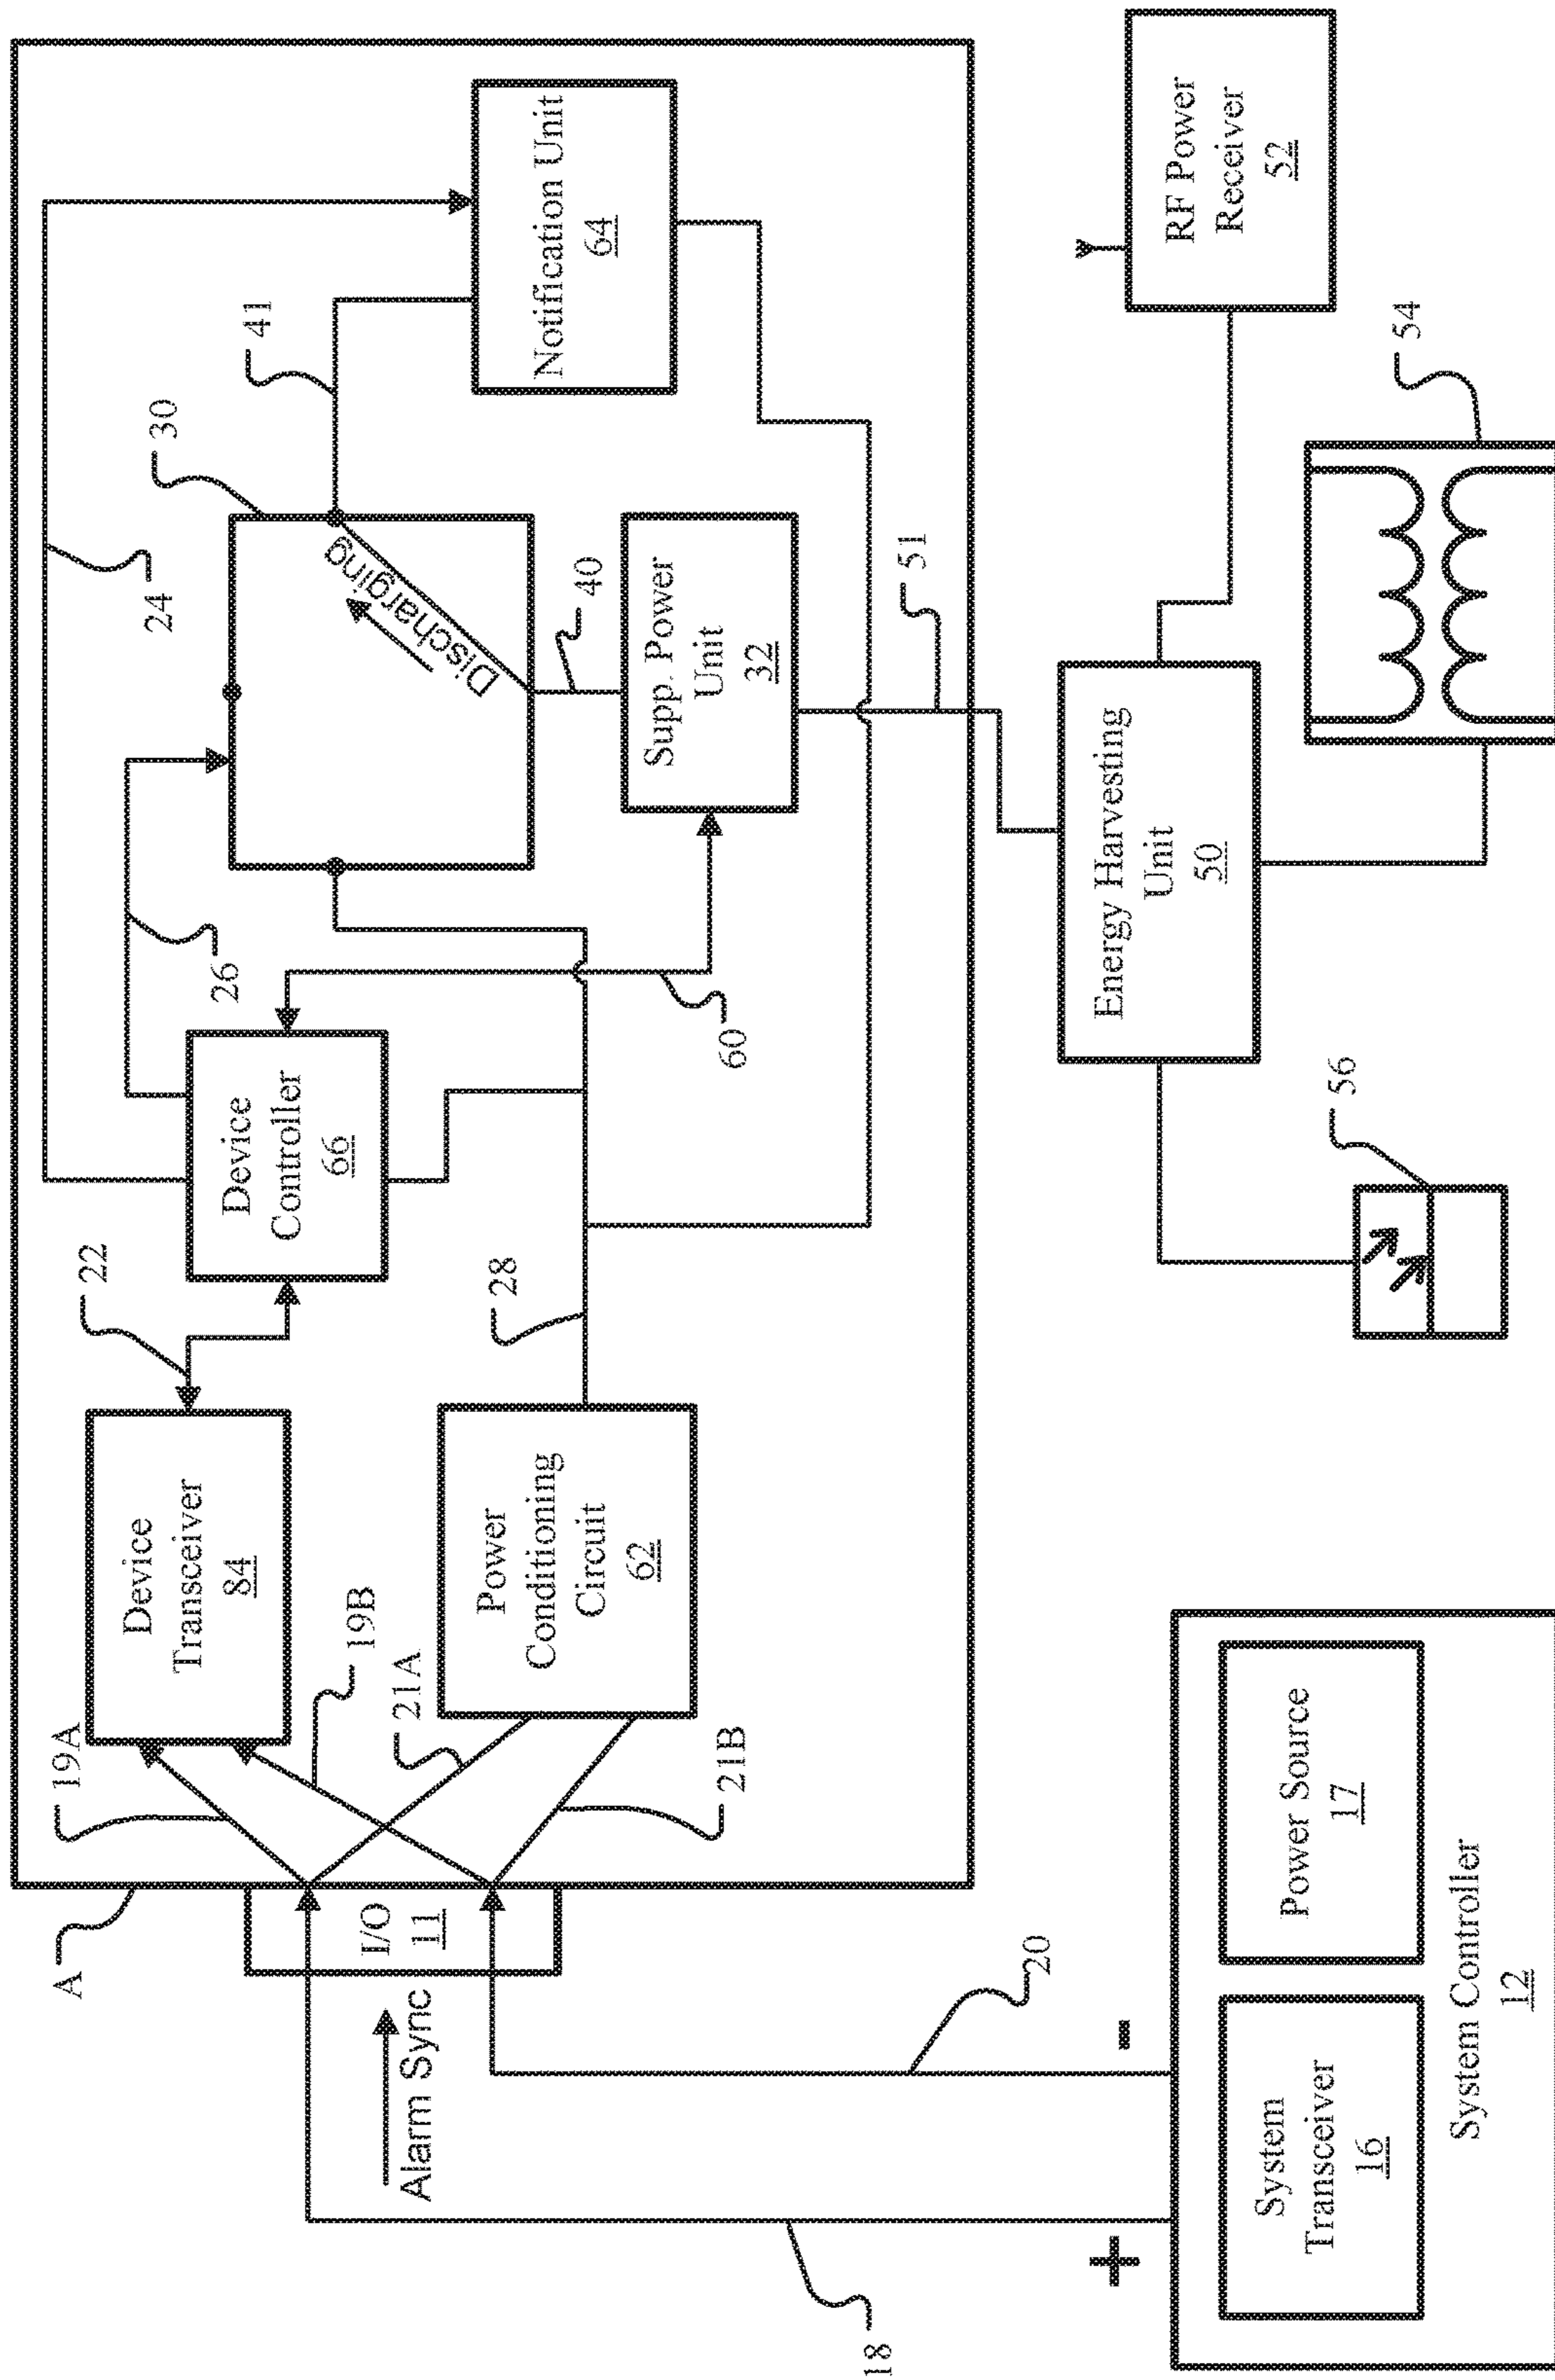 A
19A
Device
Transceiver
84
22
24
26
Device
Controller
66
30
41
Notification Unit
64
Discharging
40
Supp. Power
Unit
32
60
51
28
19B
21A
21B
Power
Conditioning
Circuit
62
I/O
11
Alarm Sync
18
20
+
-
System
Transceiver
16
Power Source
17
System Controller
12
Energy Harvesting
Unit
50
RF Power
Receiver
52
54
56